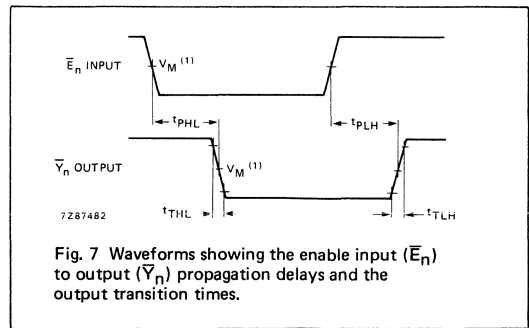 E̅n INPUT
VM (1)
tPHL
tPLH
Y̅n OUTPUT
VM (1)
7Z87482
tTHL
tTLH
Fig. 7 Waveforms showing the enable input (E̅n)
to output (Y̅n) propagation delays and the
output transition times.